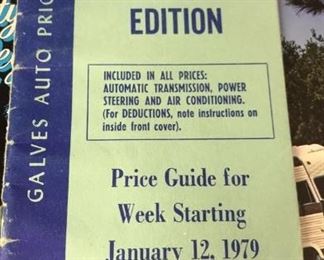 GALVES AUTO PRIC
EDITION
INCLUDED IN ALL PRICES:
AUTOMATIC TRANSMISSION, POWER
STEERING AND AIR CONDITIONING.
(For DEDUCTIONS, note instructions on
inside front cover).
Price Guide for
Week Starting
January 12, 1979